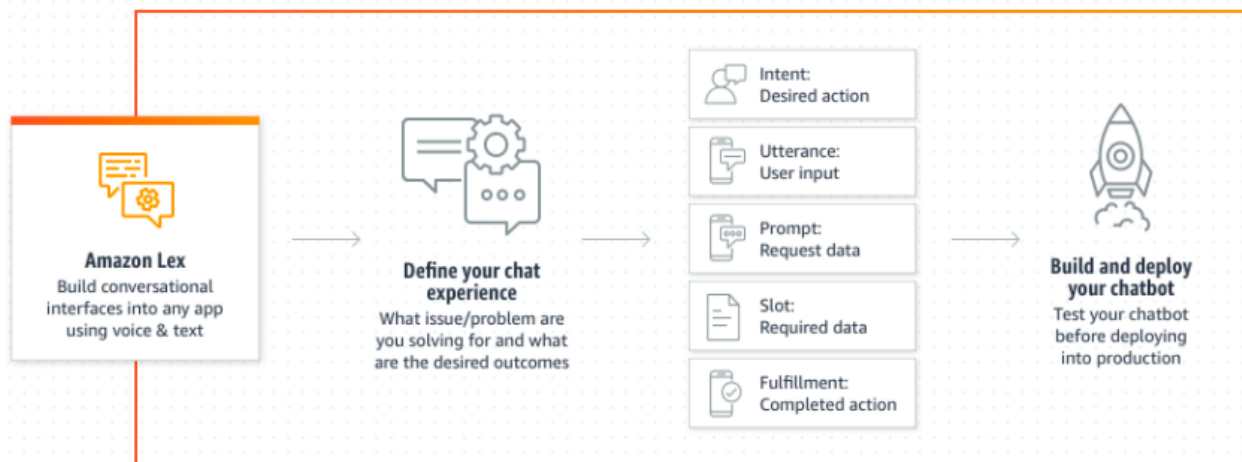 Amazon Lex
Build conversational
interfaces into any app
using voice & text
Define your chat
experience
What issue/problem are
you solving for and what
are the desired outcomes
Intent:
Desired action
Utterance:
User input
Prompt:
Request data
Slot:
Required data
Fulfillment:
Completed action
Build and deploy
your chatbot
Test your chatbot
before deploying
into production